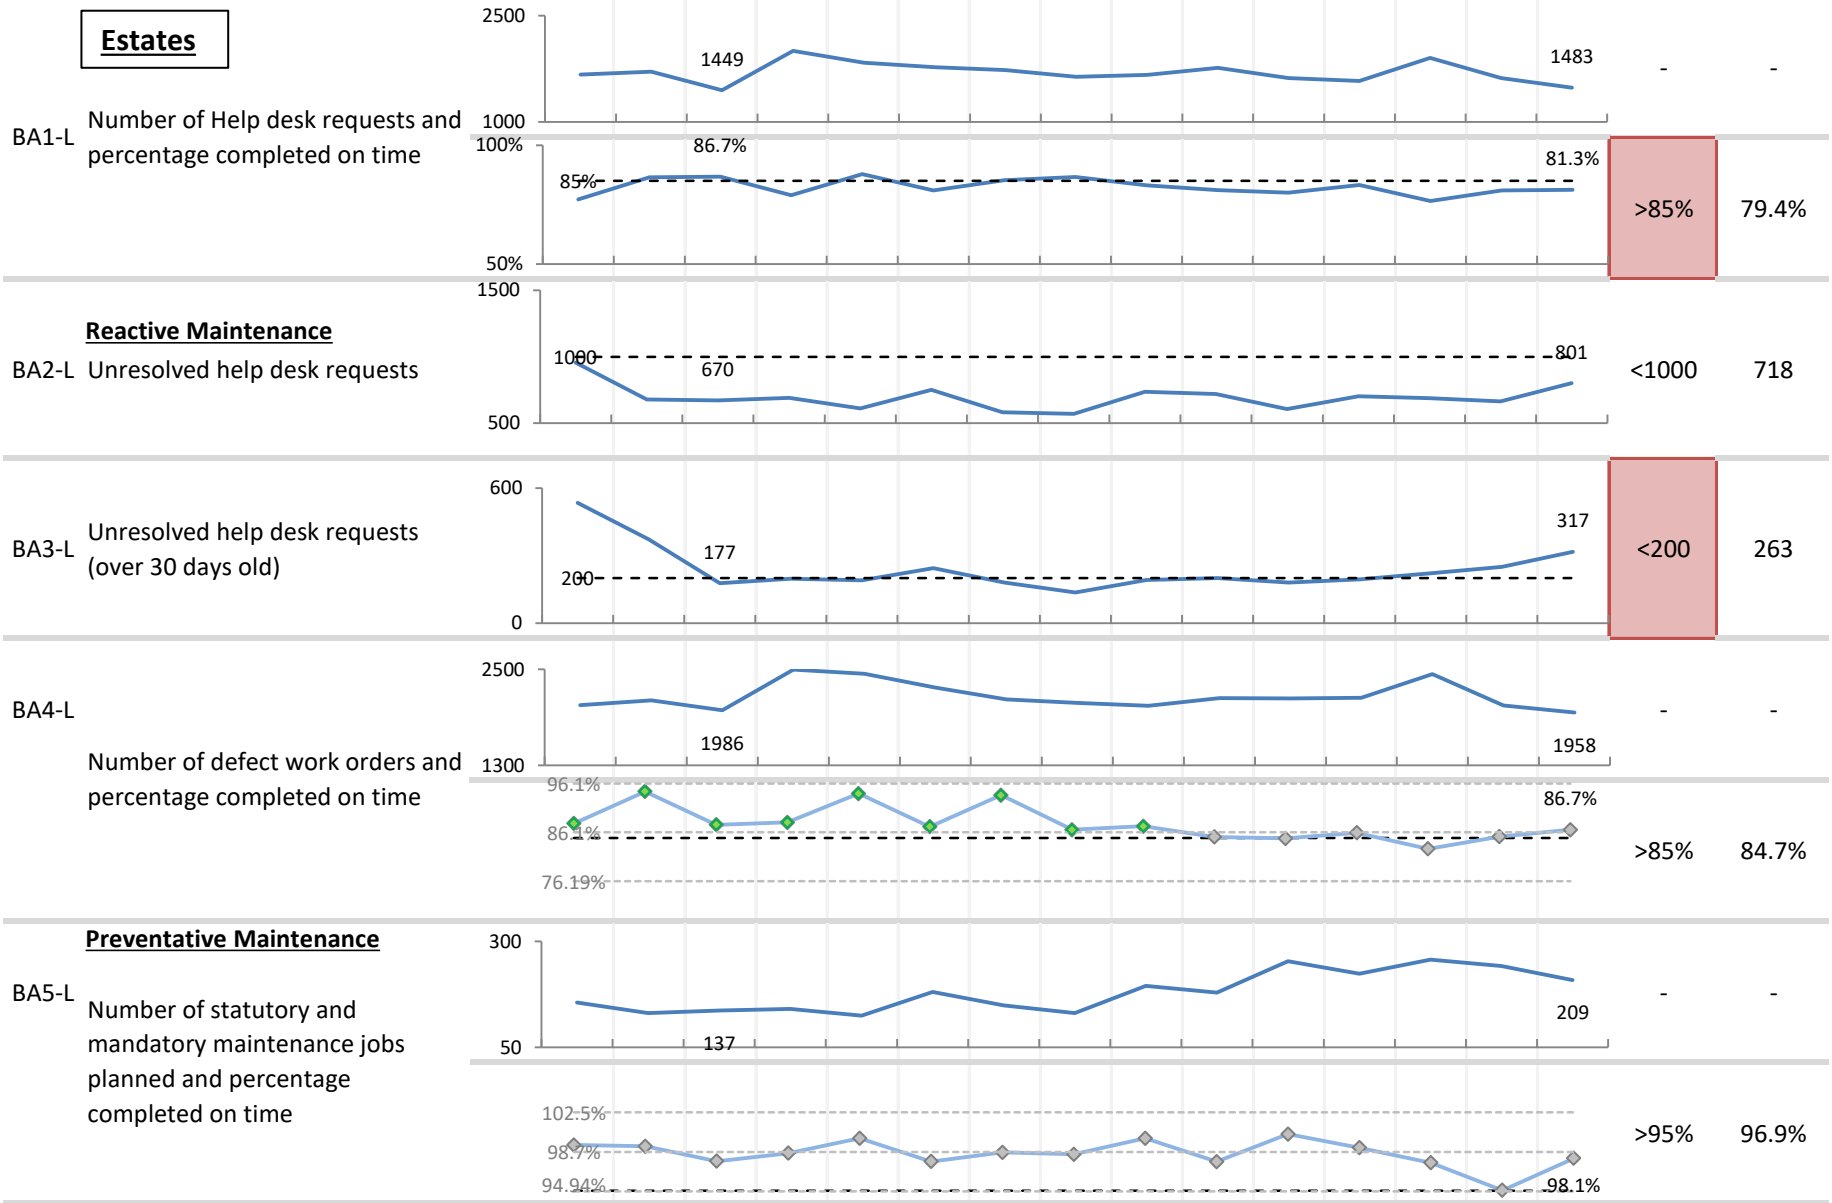 Estates
BA1-L
Number of Help desk requests and
percentage completed on time
2500
1449
1483
1000
-
-
100%
86.7%
81.3%
85%
50%
>85%
79.4%
Reactive Maintenance
BA2-L
Unresolved help desk requests
1500
1000
670
801
500
<1000
718
BA3-L
Unresolved help desk requests
(over 30 days old)
600
177
317
200
0
<200
263
BA4-L
Number of defect work orders and
percentage completed on time
2500
1986
1958
1300
-
-
96.1%
86.7%
86.1%
76.19%
>85%
84.7%
Preventative Maintenance
BA5-L
Number of statutory and
mandatory maintenance jobs
planned and percentage
completed on time
300
209
137
50
-
-
102.5%
98.7%
94.94%
98.1%
>95%
96.9%